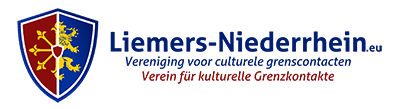 Liemers-Niederrhein.eu
Vereniging voor culturele grenscontacten
Verein für kulturelle Grenzkontakte